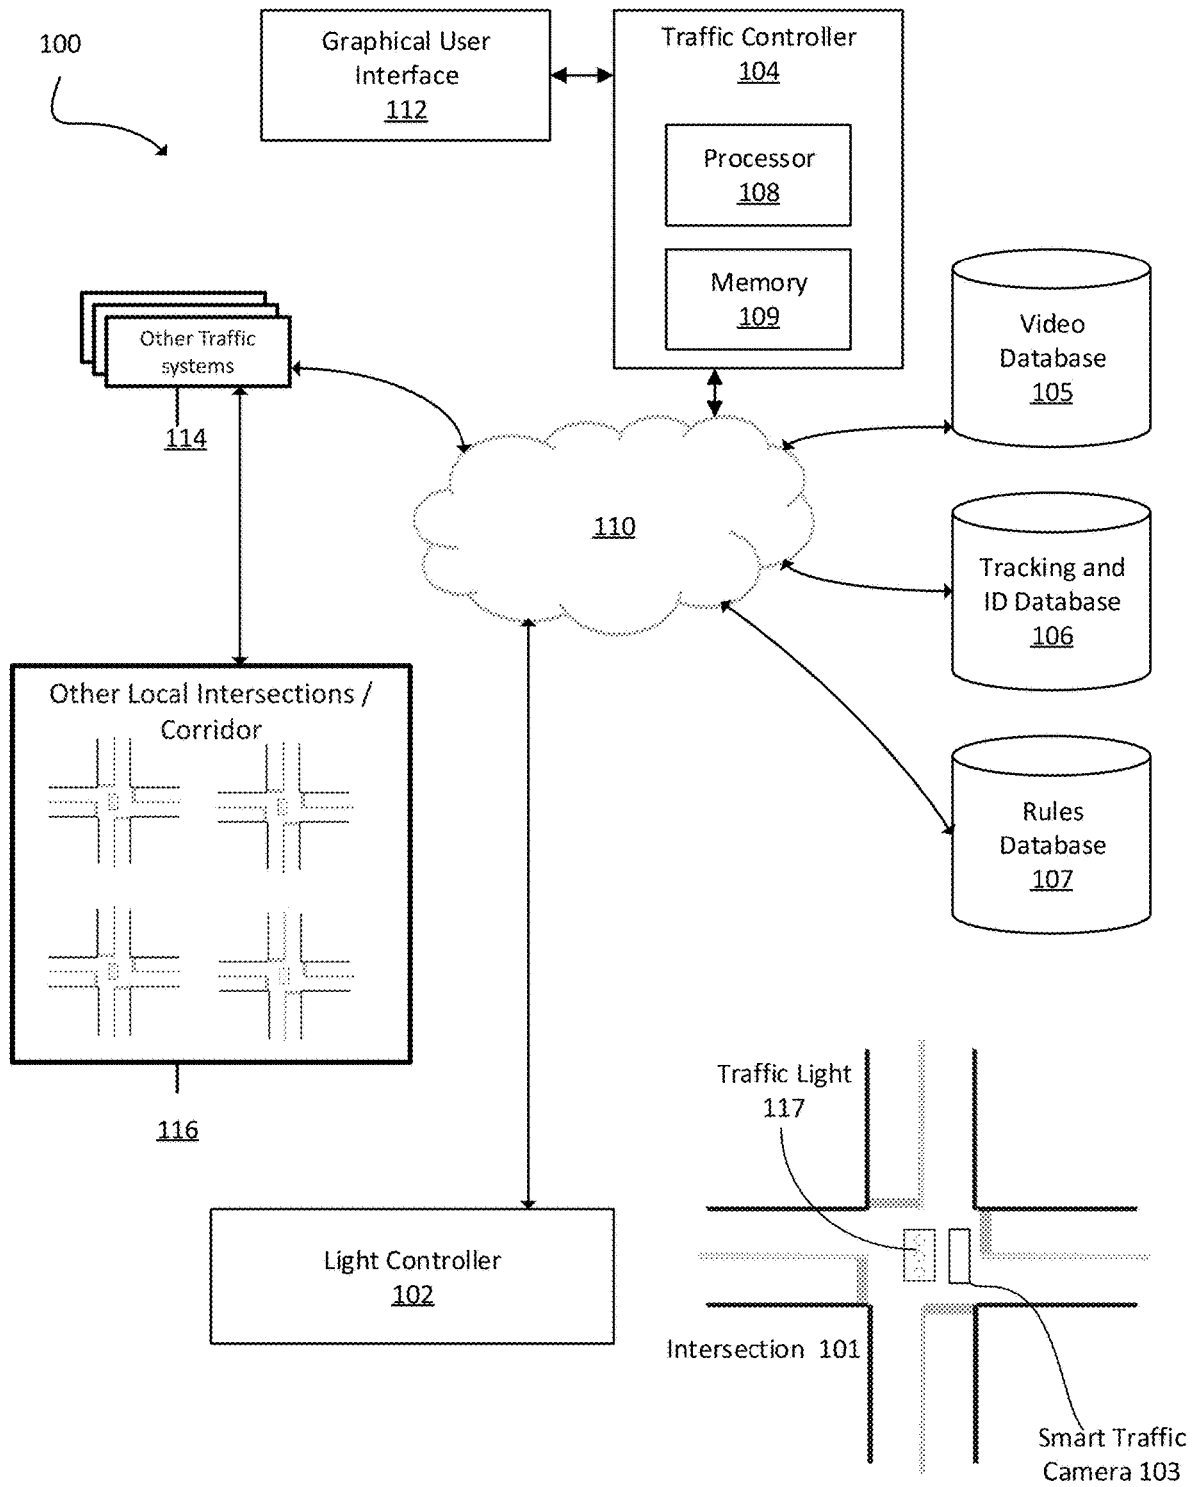 100
Graphical User
Interface
112
Traffic Controller
104
Processor
108
Memory
109
Other Traffic
systems
114
Video
Database
105
110
Tracking and
ID Database
106
Other Local Intersections /
Corridor
116
Rules
Database
107
Light Controller
102
Traffic Light
117
Intersection 101
Smart Traffic
Camera 103